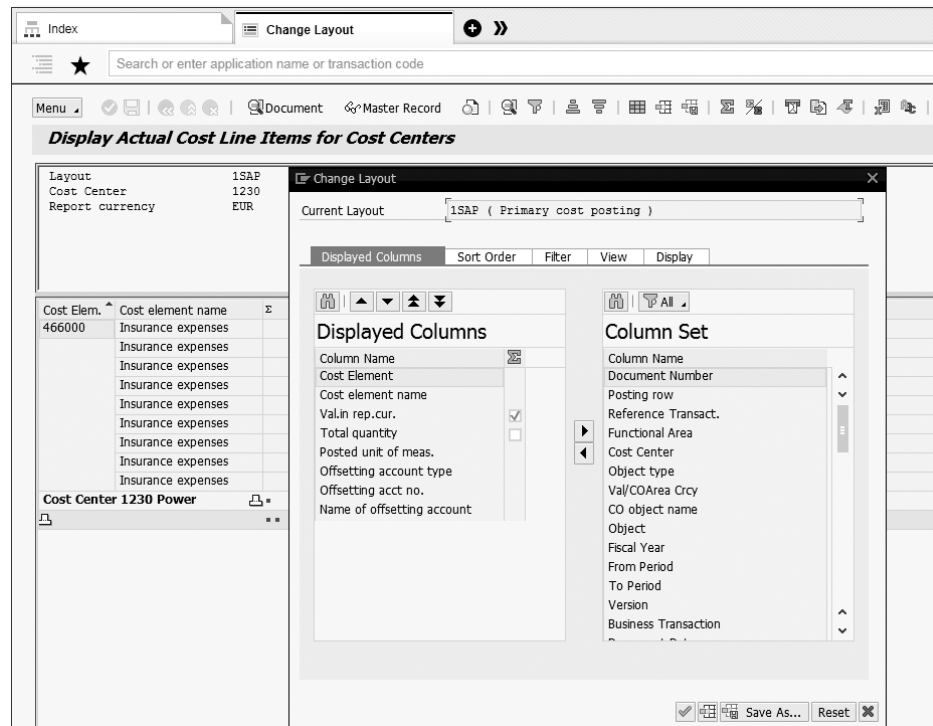 Index
Change Layout
Search or enter application name or transaction code
Menu
Document
Master Record
Display Actual Cost Line Items for Cost Centers
Layout 1SAP
Cost Center 1230
Report currency EUR
Change Layout
Current Layout 1SAP ( Primary cost posting )
Displayed Columns Sort Order Filter View Display
Cost Elem. Cost element name Σ
466000 Insurance expenses
Insurance expenses
Insurance expenses
Insurance expenses
Insurance expenses
Insurance expenses
Insurance expenses
Insurance expenses
Insurance expenses
Cost Center 1230 Power
Displayed Columns
Column Name Σ
Cost Element
Cost element name
Val.in rep.cur.
Total quantity
Posted unit of meas.
Offsetting account type
Offsetting acct no.
Name of offsetting account
All
Column Set
Column Name
Document Number
Posting row
Reference Transact.
Functional Area
Cost Center
Object type
Val/COArea Crcy
CO object name
Object
Fiscal Year
From Period
To Period
Version
Business Transaction
Save As... Reset